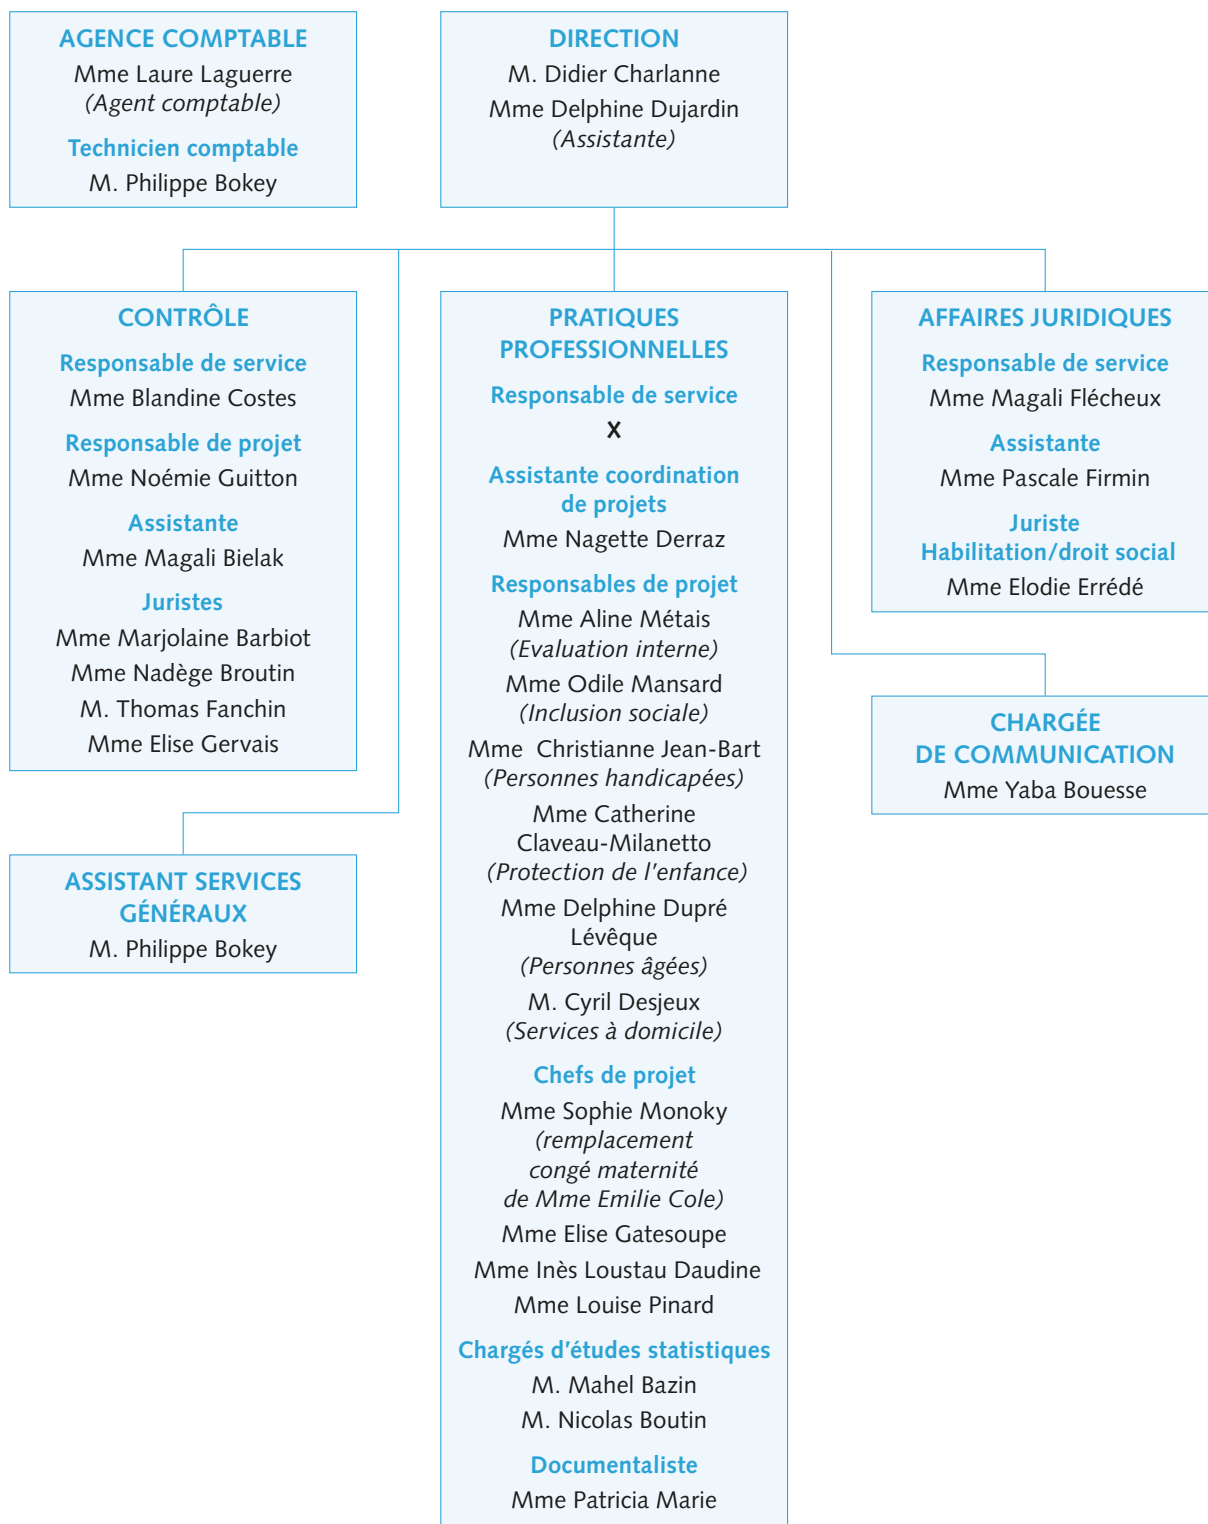 AGENCE COMPTABLE
Mme Laure Laguerre
(Agent comptable)
Technicien comptable
M. Philippe Bokey
DIRECTION
M. Didier Charlanne
Mme Delphine Dujardin
(Assistante)
CONTRÔLE
Responsable de service
Mme Blandine Costes
Responsable de projet
Mme Noémie Guitton
Assistante
Mme Magali Bielak
Juristes
Mme Marjolaine Barbiot
Mme Nadège Broutin
M. Thomas Fanchin
Mme Elise Gervais
ASSISTANT SERVICES
GÉNÉRAUX
M. Philippe Bokey
PRATIQUES
PROFESSIONNELLES
Responsable de service
X
Assistante coordination
de projets
Mme Nagette Derraz
Responsables de projet
Mme Aline Métais
(Evaluation interne)
Mme Odile Mansard
(Inclusion sociale)
Mme Christianne Jean-Bart
(Personnes handicapées)
Mme Catherine
Claveau-Milanetto
(Protection de l'enfance)
Mme Delphine Dupré
Lévêque
(Personnes âgées)
M. Cyril Desjeux
(Services à domicile)
Chefs de projet
Mme Sophie Monoky
(remplacement
congé maternité
de Mme Emilie Cole)
Mme Elise Gatesoupe
Mme Inès Loustau Daudine
Mme Louise Pinard
Chargés d'études statistiques
M. Mahel Bazin
M. Nicolas Boutin
Documentaliste
Mme Patricia Marie
AFFAIRES JURIDIQUES
Responsable de service
Mme Magali Flécheux
Assistante
Mme Pascale Firmin
Juriste
Habilitation/droit social
Mme Elodie Errédé
CHARGÉE
DE COMMUNICATION
Mme Yaba Bouesse